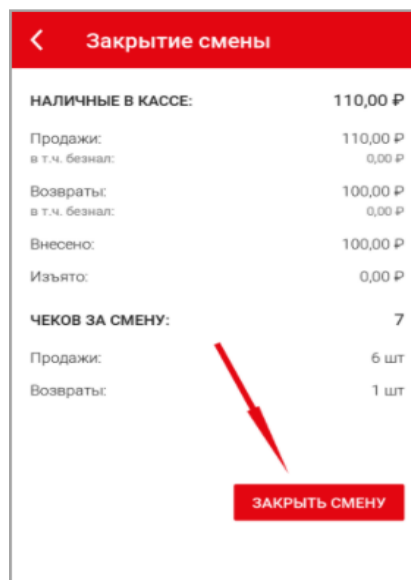 Закрытие смены
НАЛИЧНЫЕ В КАССЕ: 110,00 ₽
Продажи: 110,00 ₽
в т.ч. безнал: 0,00 ₽
Возвраты: 100,00 ₽
в т.ч. безнал: 0,00 ₽
Внесено: 100,00 ₽
Изъято: 0,00 ₽
ЧЕКОВ ЗА СМЕНУ: 7
Продажи: 6 шт
Возвраты: 1 шт
ЗАКРЫТЬ СМЕНУ